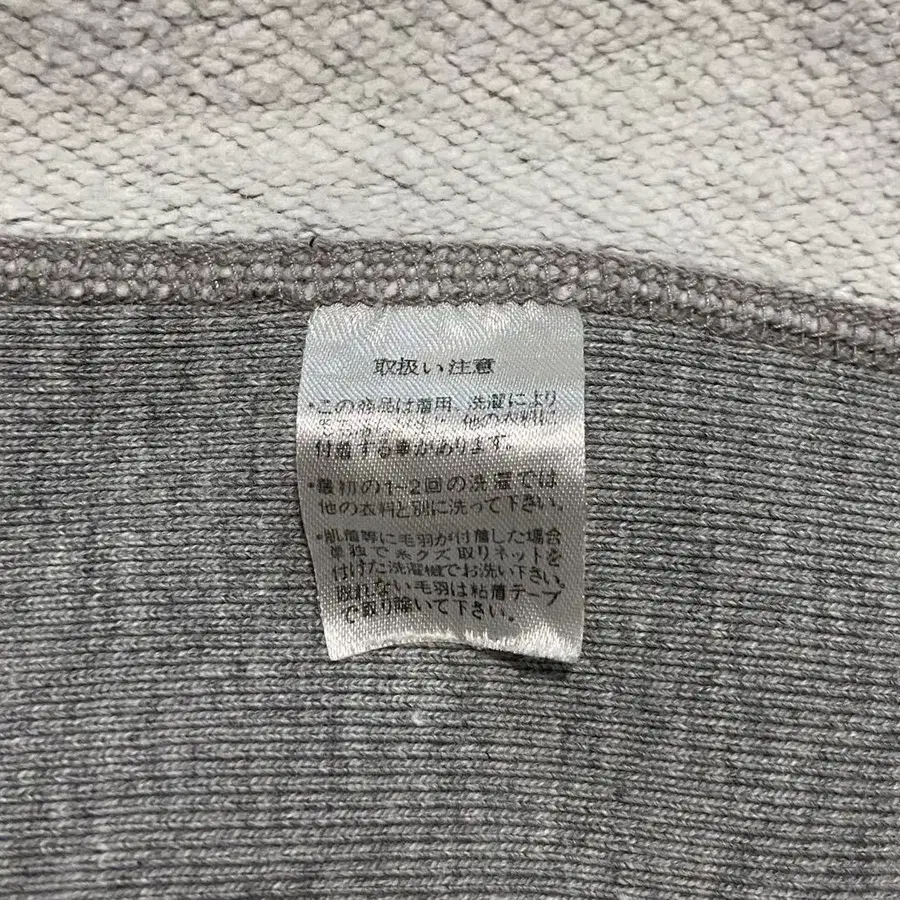 取扱い注意
・この商品は着用、洗濯により
他の衣料に
付着する事があります。
・最初の1~2回の洗濯では
他の衣料と別に洗って下さい。
・肌着等に毛羽が付着した場合
単独で糸クズ取りネットを
付けた洗濯機でお洗い下さい。
取れない毛羽は粘着テープ
で取り除いて下さい。